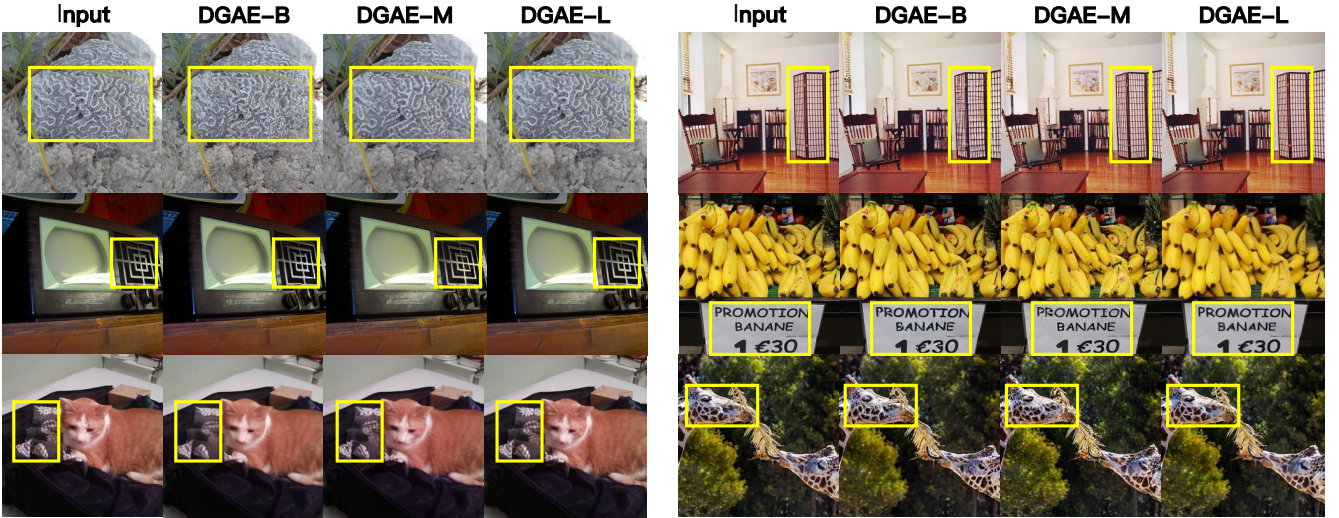 Input DGAE–B DGAE–M DGAE–L Input DGAE–B DGAE–M DGAE–L
PROMOTION PROMOTION PROMOTION PROMOTION
BANANE BANANE BANANE BANANE
1 €30 1 €30 1 €30 1 €30